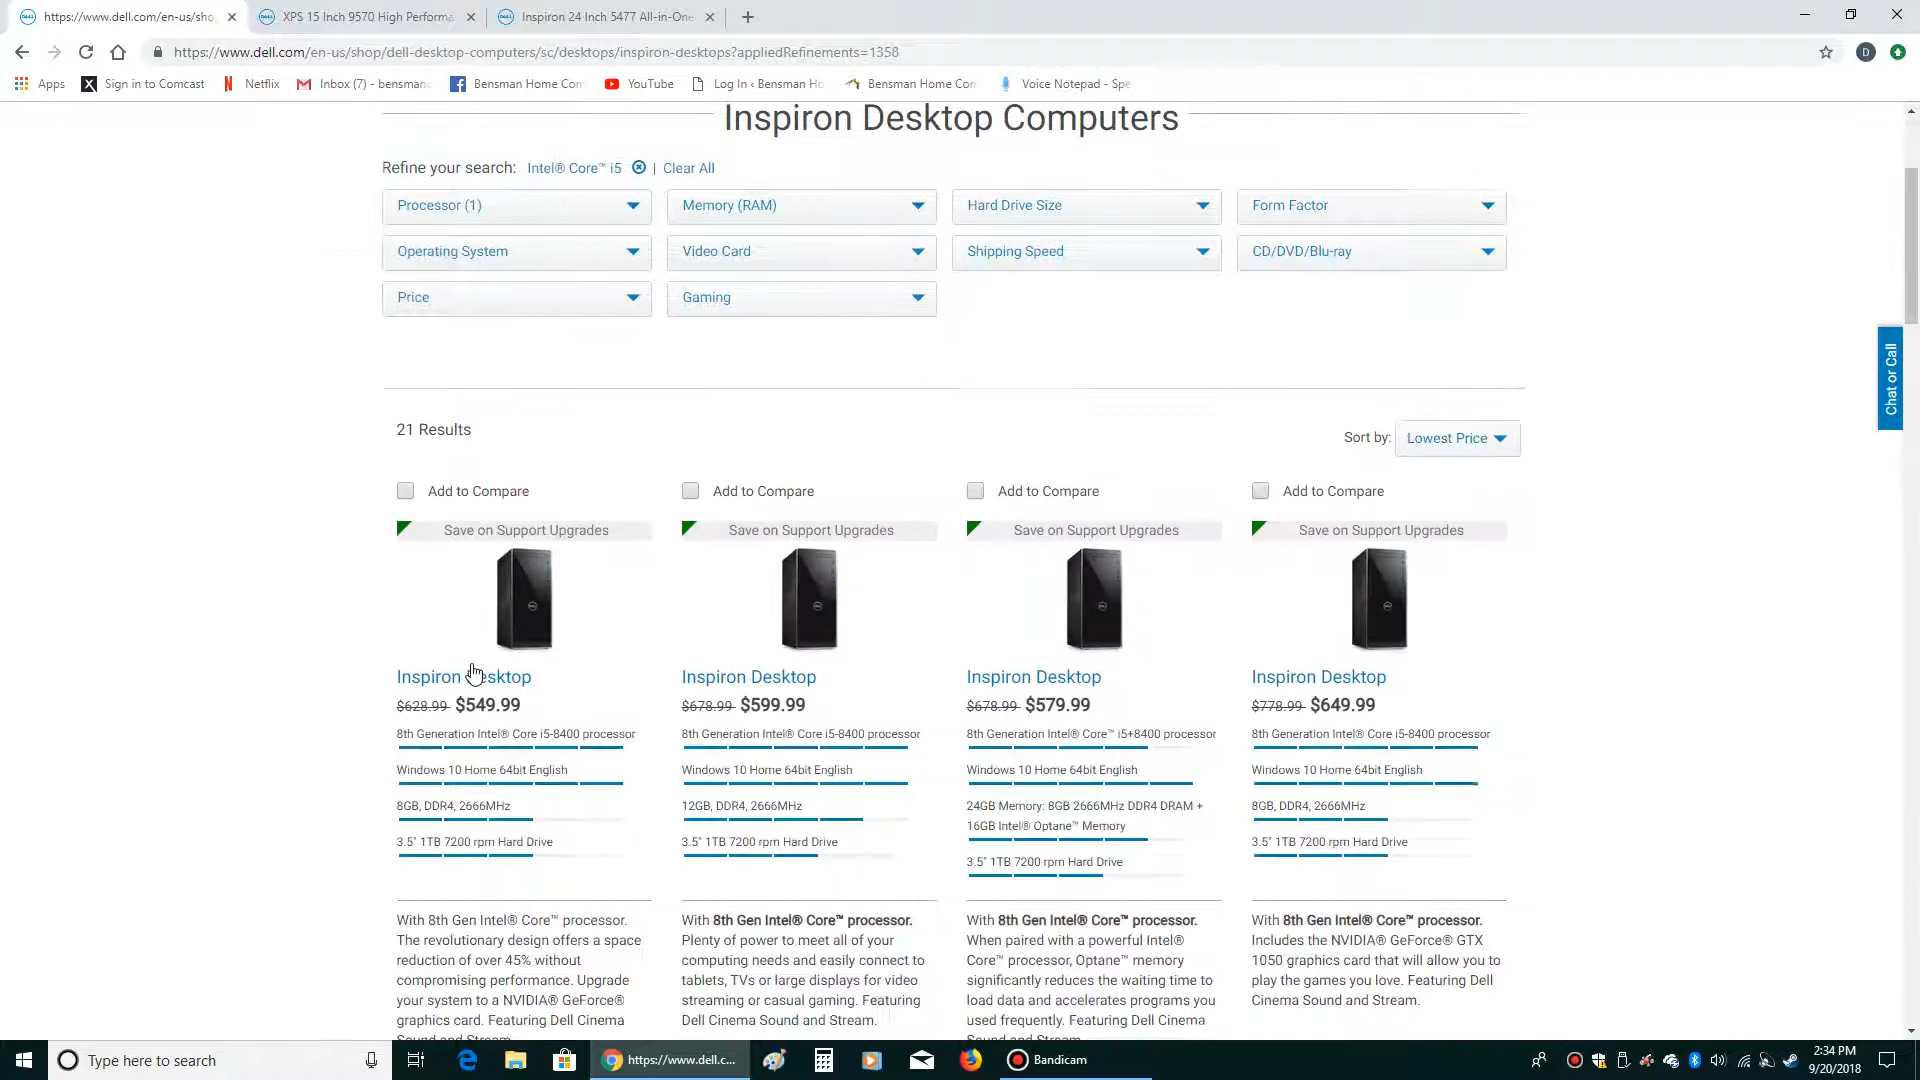 https://www.dell.com/en-us/sho
XPS 15 Inch 9570 High Performa
Inspiron 24 Inch 5477 All-in-One
https://www.dell.com/en-us/shop/dell-desktop-computers/sc/desktops/inspiron-desktops?appliedRefinements=1358
D
Apps
Sign in to Comcast
Netflix
Inbox (7) - bensman
Bensman Home Com
YouTube
Log In ‹ Bensman Ho
Bensman Home Com
Voice Notepad - Spe
Inspiron Desktop Computers
Refine your search: Intel® Core™ i5 | Clear All
Processor (1)
Memory (RAM)
Hard Drive Size
Form Factor
Operating System
Video Card
Shipping Speed
CD/DVD/Blu-ray
Price
Gaming
Chat or Call
21 Results
Sort by: Lowest Price
Add to Compare
Add to Compare
Add to Compare
Add to Compare
Save on Support Upgrades
Save on Support Upgrades
Save on Support Upgrades
Save on Support Upgrades
Inspiron Desktop
$628.99 $549.99
8th Generation Intel® Core i5-8400 processor
Windows 10 Home 64bit English
8GB, DDR4, 2666MHz
3.5" 1TB 7200 rpm Hard Drive
With 8th Gen Intel® Core™ processor.
The revolutionary design offers a space
reduction of over 45% without
compromising performance. Upgrade
your system to a NVIDIA® GeForce®
graphics card. Featuring Dell Cinema
Sound and Stream.
Inspiron Desktop
$678.99 $599.99
8th Generation Intel® Core i5-8400 processor
Windows 10 Home 64bit English
12GB, DDR4, 2666MHz
3.5" 1TB 7200 rpm Hard Drive
With 8th Gen Intel® Core™ processor.
Plenty of power to meet all of your
computing needs and easily connect to
tablets, TVs or large displays for video
streaming or casual gaming. Featuring
Dell Cinema Sound and Stream.
Inspiron Desktop
$678.99 $579.99
8th Generation Intel® Core™ i5+8400 processor
Windows 10 Home 64bit English
24GB Memory: 8GB 2666MHz DDR4 DRAM +
16GB Intel® Optane™ Memory
3.5" 1TB 7200 rpm Hard Drive
With 8th Gen Intel® Core™ processor.
When paired with a powerful Intel®
Core™ processor, Optane™ memory
significantly reduces the waiting time to
load data and accelerates programs you
used frequently. Featuring Dell Cinema
Sound and Stream.
Inspiron Desktop
$778.99 $649.99
8th Generation Intel® Core i5-8400 processor
Windows 10 Home 64bit English
8GB, DDR4, 2666MHz
3.5" 1TB 7200 rpm Hard Drive
With 8th Gen Intel® Core™ processor.
Includes the NVIDIA® GeForce® GTX
1050 graphics card that will allow you to
play the games you love. Featuring Dell
Cinema Sound and Stream.
Type here to search
https://www.dell.c...
Bandicam
2:34 PM
9/20/2018